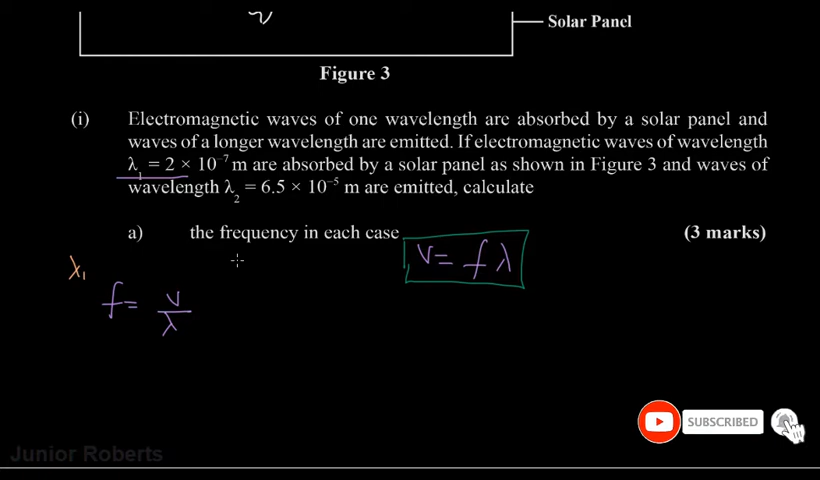 v
Solar Panel
Figure 3
(i) Electromagnetic waves of one wavelength are absorbed by a solar panel and
waves of a longer wavelength are emitted. If electromagnetic waves of wavelength
λ₁ = 2 × 10⁻⁷ m are absorbed by a solar panel as shown in Figure 3 and waves of
wavelength λ₂ = 6.5 × 10⁻⁵ m are emitted, calculate
a) the frequency in each case (3 marks)
v = f λ
λ₁
f = v/λ
SUBSCRIBED
Junior Roberts